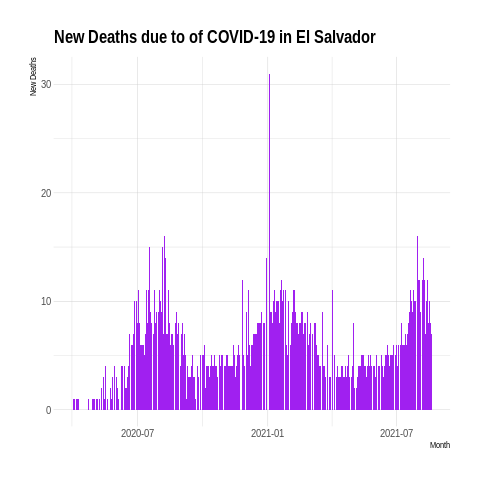 New Deaths due to of COVID-19 in El Salvador
New Deaths
30
20
10
0
2020-07
2021-01
2021-07
Month